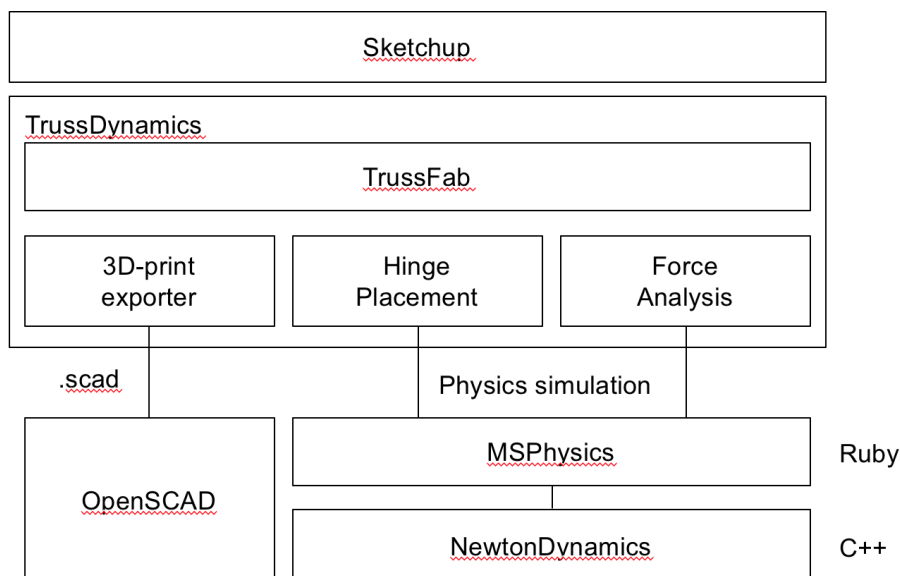 Sketchup
TrussDynamics
TrussFab
3D-print
exporter
Hinge
Placement
Force
Analysis
.scad
Physics simulation
MSPhysics
Ruby
OpenSCAD
NewtonDynamics
C++